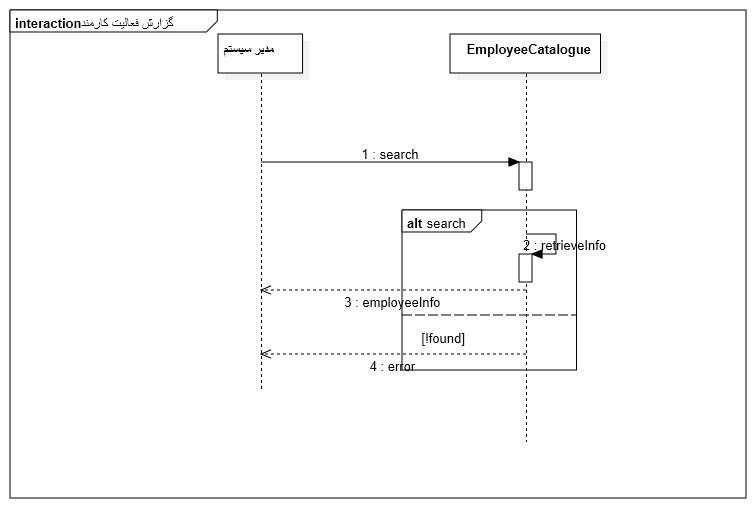 interaction گزارش فعالیت کارمند
مدیر سیستم
EmployeeCatalogue
1 : search
alt search
2 : retrieveInfo
3 : employeeInfo
[!found]
4 : error